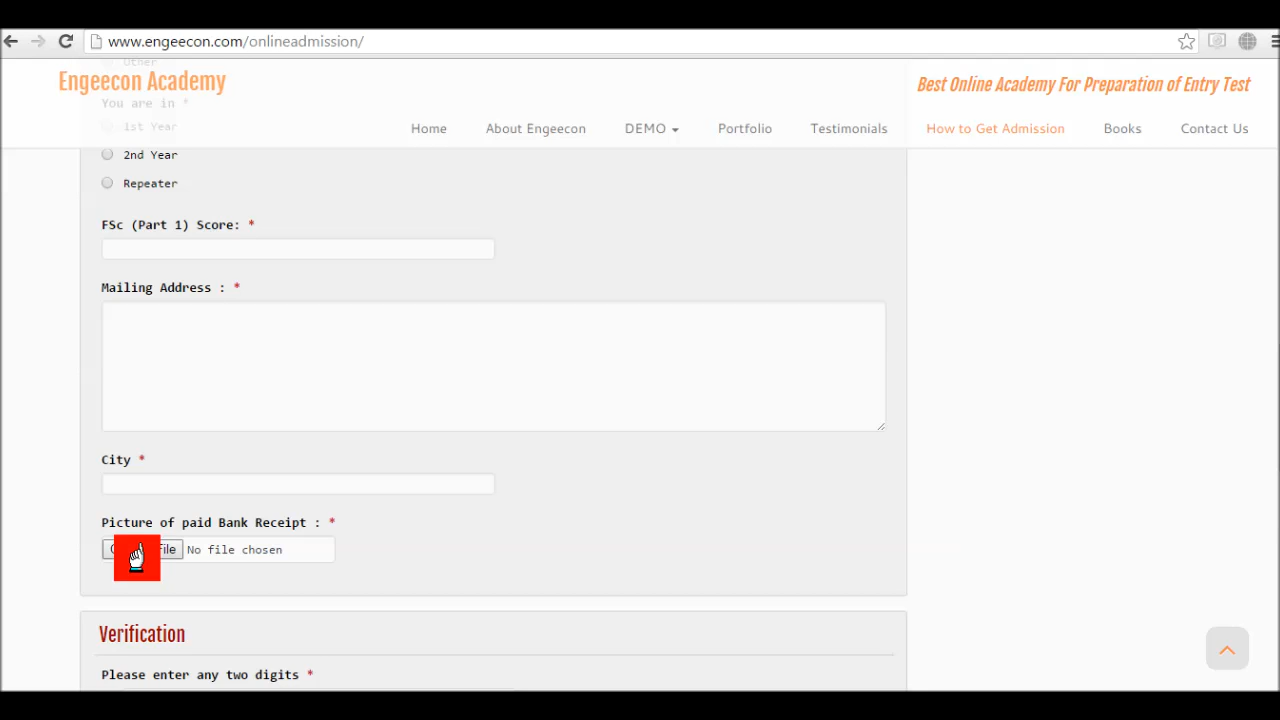 www.engeecon.com/onlineadmission/
Other
Engeecon Academy
Best Online Academy For Preparation of Entry Test
You are in *
1st Year
Home About Engeecon DEMO Portfolio Testimonials How to Get Admission Books Contact Us
2nd Year
Repeater
FSc (Part 1) Score: *
Mailing Address : *
City *
Picture of paid Bank Receipt : *
File No file chosen
Verification
Please enter any two digits *